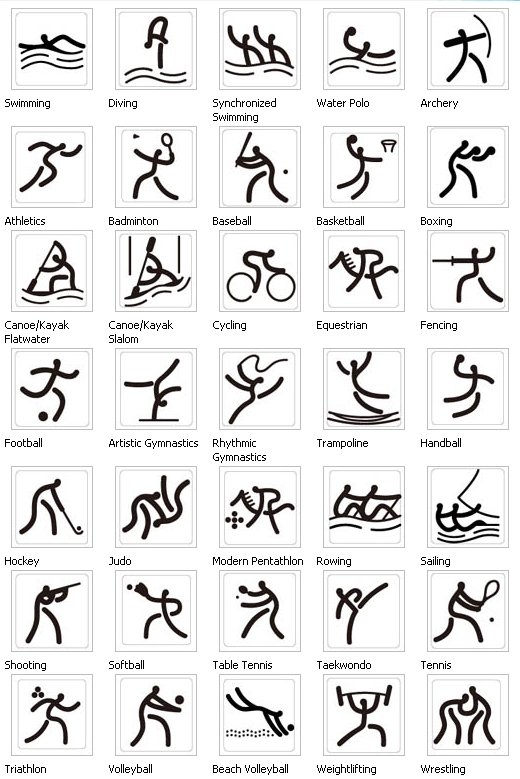 Swimming
Diving
Synchronized
Swimming
Water Polo
Archery
Athletics
Badminton
Baseball
Basketball
Boxing
Canoe/Kayak
Flatwater
Canoe/Kayak
Slalom
Cycling
Equestrian
Fencing
Football
Artistic Gymnastics
Rhythmic
Gymnastics
Trampoline
Handball
Hockey
Judo
Modern Pentathlon
Rowing
Sailing
Shooting
Softball
Table Tennis
Taekwondo
Tennis
Triathlon
Volleyball
Beach Volleyball
Weightlifting
Wrestling